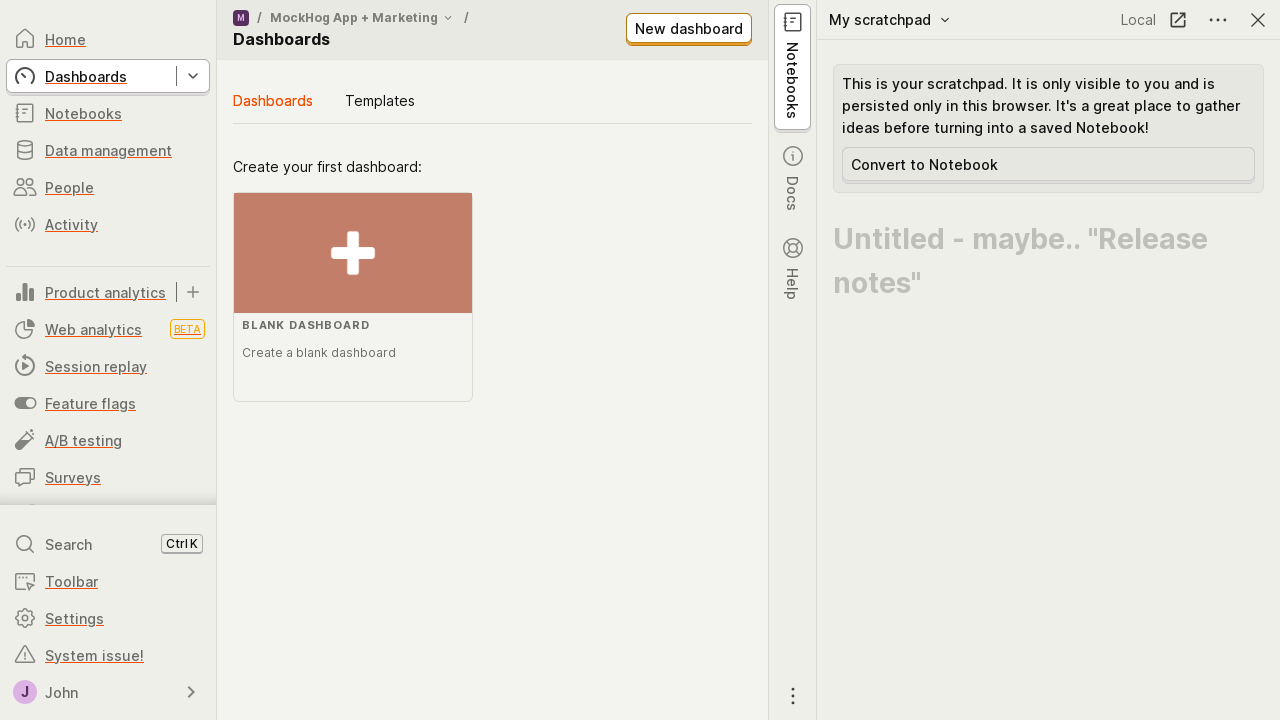 Home
Dashboards
Notebooks
Data management
People
Activity
Product analytics
Web analytics
BETA
Session replay
Feature flags
A/B testing
Surveys
Search
Ctrl K
Toolbar
Settings
System issue!
J
John
M / MockHog App + Marketing /
Dashboards
New dashboard
Dashboards
Templates
Create your first dashboard:
BLANK DASHBOARD
Create a blank dashboard
Notebooks
Docs
Help
My scratchpad
Local
This is your scratchpad. It is only visible to you and is
persisted only in this browser. It's a great place to gather
ideas before turning into a saved Notebook!
Convert to Notebook
Untitled - maybe.. "Release
notes"